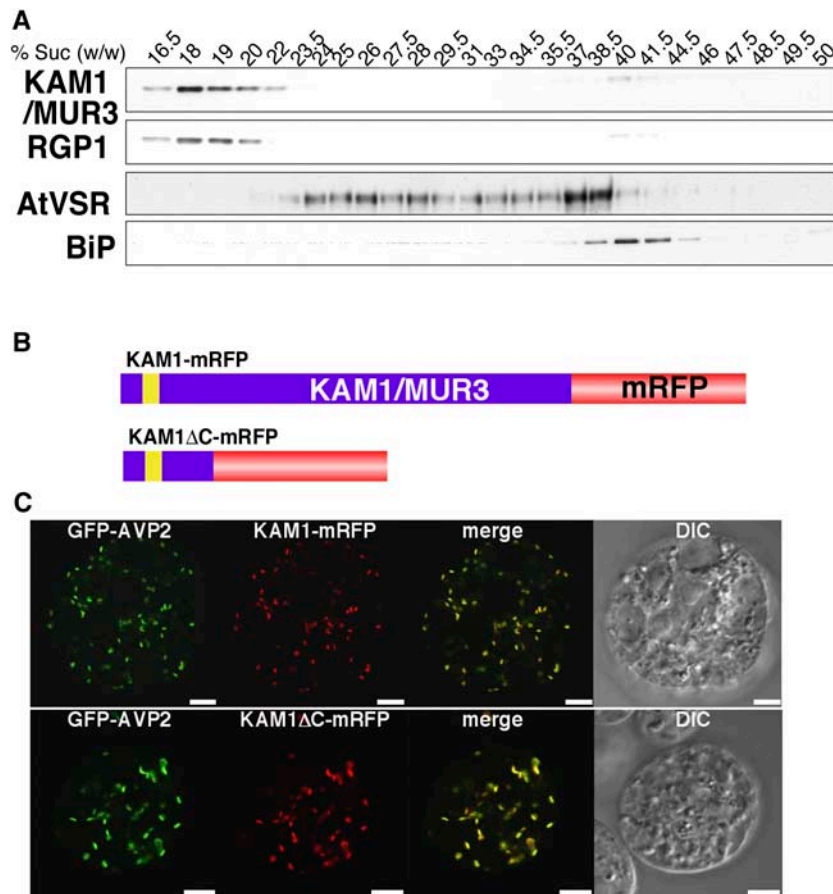 A
% Suc (w/w) 16.5 18 19 20 22 23.5 24 25 26 27.5 28 29.5 31 33 34.5 35.5 37 38.5 40 41.5 44.5 46 47.5 48.5 49.5 50
KAM1
/MUR3
RGP1
AtVSR
BiP
B
KAM1-mRFP
KAM1/MUR3 mRFP
KAM1ΔC-mRFP
C
GFP-AVP2 KAM1-mRFP merge DIC
GFP-AVP2 KAM1ΔC-mRFP merge DIC